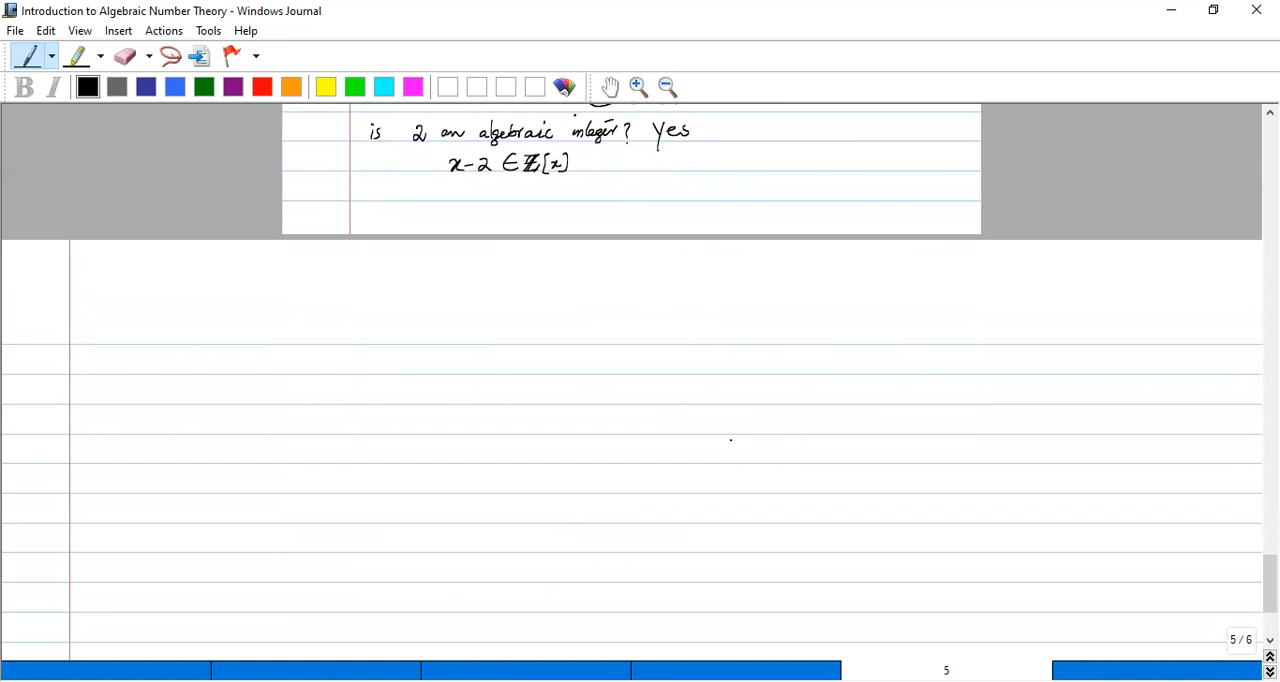 Introduction to Algebraic Number Theory - Windows Journal
File Edit View Insert Actions Tools Help
B I
is 2 an algebraic integer? Yes
x-2 ∈ ℤ[x]
5 / 6
5